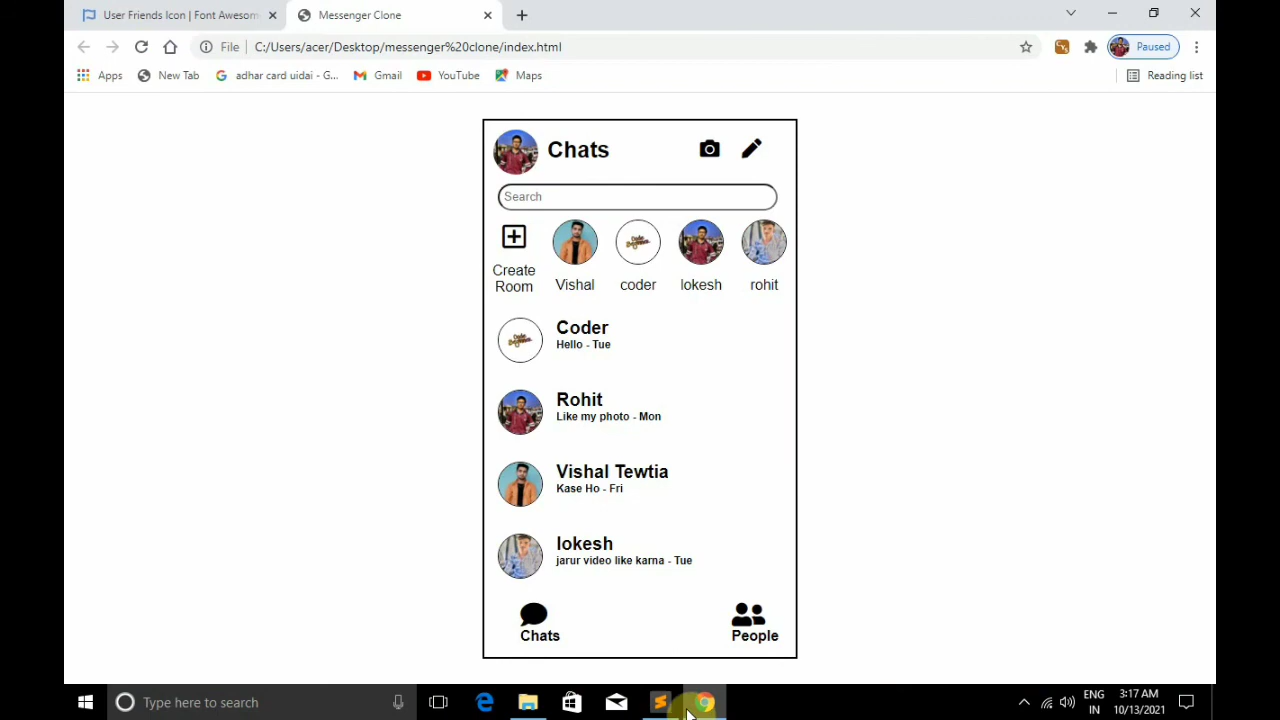 User Friends Icon | Font Awesom
Messenger Clone
File
C:/Users/acer/Desktop/messenger%20clone/index.html
Paused
Apps
New Tab
adhar card uidai - G...
Gmail
YouTube
Maps
Reading list
Chats
Search
Create
Room
Vishal
coder
lokesh
rohit
Coder
Hello - Tue
Rohit
Like my photo - Mon
Vishal Tewtia
Kase Ho - Fri
lokesh
jarur video like karna - Tue
Chats
People
Type here to search
ENG
IN
3:17 AM
10/13/2021